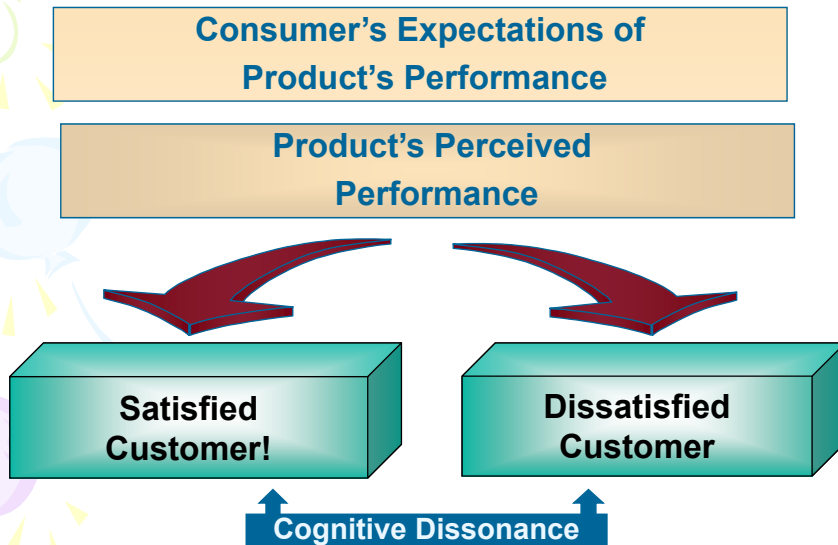 Consumer’s Expectations of
Product’s Performance
Product’s Perceived
Performance
Satisfied
Customer!
Dissatisfied
Customer
Cognitive Dissonance